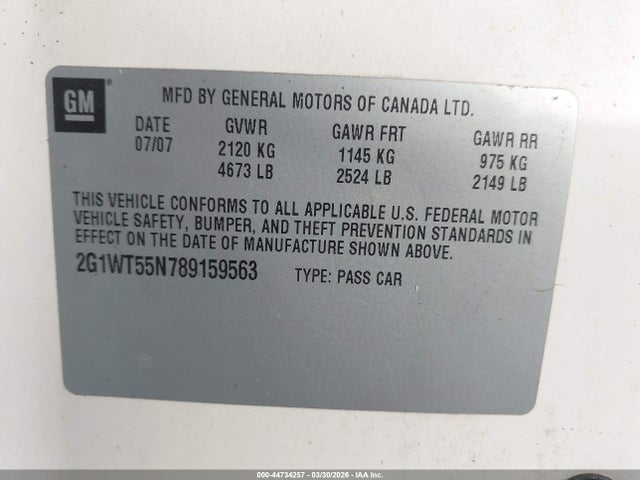 GM
MFD BY GENERAL MOTORS OF CANADA LTD.
DATE GVWR GAWR FRT GAWR RR
07/07 2120 KG 1145 KG 975 KG
4673 LB 2524 LB 2149 LB
THIS VEHICLE CONFORMS TO ALL APPLICABLE U.S. FEDERAL MOTOR
VEHICLE SAFETY, BUMPER, AND THEFT PREVENTION STANDARDS IN
EFFECT ON THE DATE OF MANUFACTURE SHOWN ABOVE.
2G1WT55N789159563 TYPE: PASS CAR
000-44734257 - 03/30/2026 - IAA, Inc.